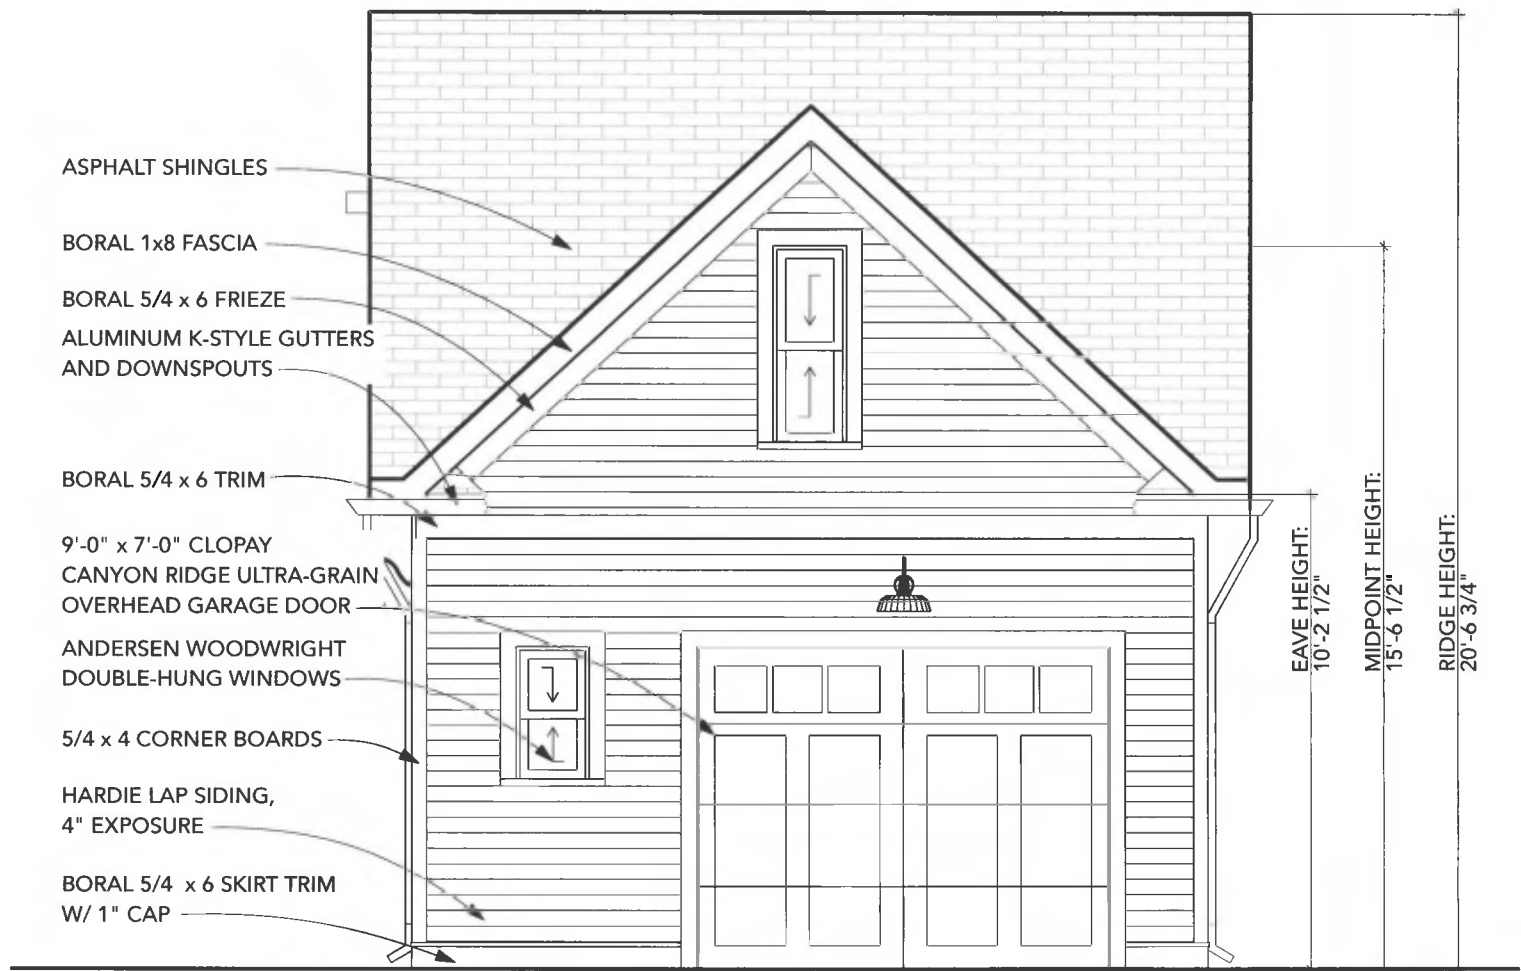 ASPHALT SHINGLES
BORAL 1x8 FASCIA
BORAL 5/4 x 6 FRIEZE
ALUMINUM K-STYLE GUTTERS
AND DOWNSPOUTS
BORAL 5/4 x 6 TRIM
9'-0" x 7'-0" CLOPAY
CANYON RIDGE ULTRA-GRAIN
OVERHEAD GARAGE DOOR
ANDERSEN WOODWRIGHT
DOUBLE-HUNG WINDOWS
5/4 x 4 CORNER BOARDS
HARDIE LAP SIDING,
4" EXPOSURE
BORAL 5/4 x 6 SKIRT TRIM
W/ 1" CAP
EAVE HEIGHT:
10'-2 1/2"
MIDPOINT HEIGHT:
15'-6 1/2"
RIDGE HEIGHT:
20'-6 3/4"